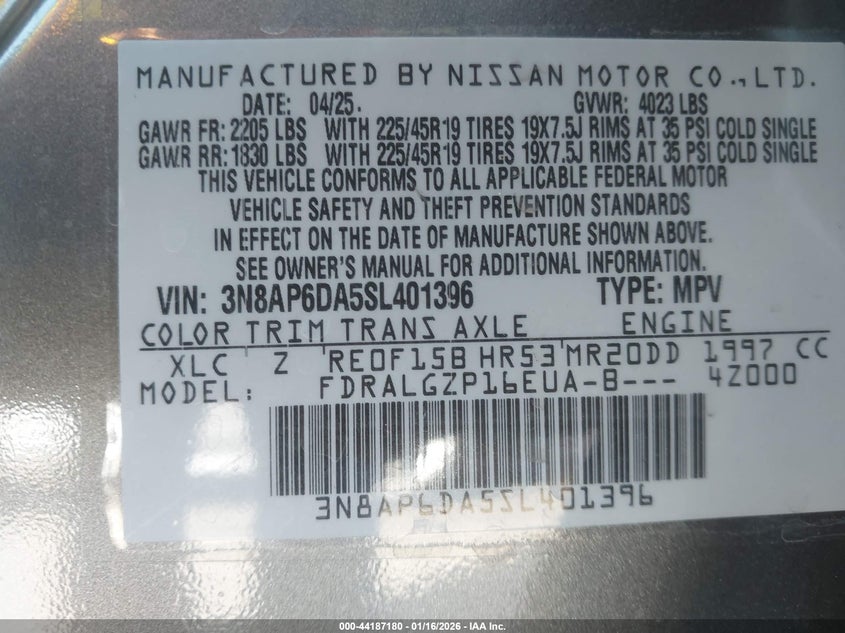 MANUFACTURED BY NISSAN MOTOR CO.,LTD.
DATE: 04/25. GVWR: 4023 LBS
GAWR FR: 2205 LBS WITH 225/45R19 TIRES 19X7.5J RIMS AT 35 PSI COLD SINGLE
GAWR RR: 1830 LBS WITH 225/45R19 TIRES 19X7.5J RIMS AT 35 PSI COLD SINGLE
THIS VEHICLE CONFORMS TO ALL APPLICABLE FEDERAL MOTOR
VEHICLE SAFETY AND THEFT PREVENTION STANDARDS
IN EFFECT ON THE DATE OF MANUFACTURE SHOWN ABOVE.
SEE OWNER'S MANUAL FOR ADDITIONAL INFORMATION.
VIN: 3N8AP6DA5SL401396 TYPE: MPV
COLOR TRIM TRANS AXLE ENGINE
XLC Z RE0F15B HR53 MR20DD 1997 CC
MODEL: FDRALGZP16EUA-B--- 4Z000
3N8AP6DA5SL401396
000-44187180 - 01/16/2026 - IAA Inc.